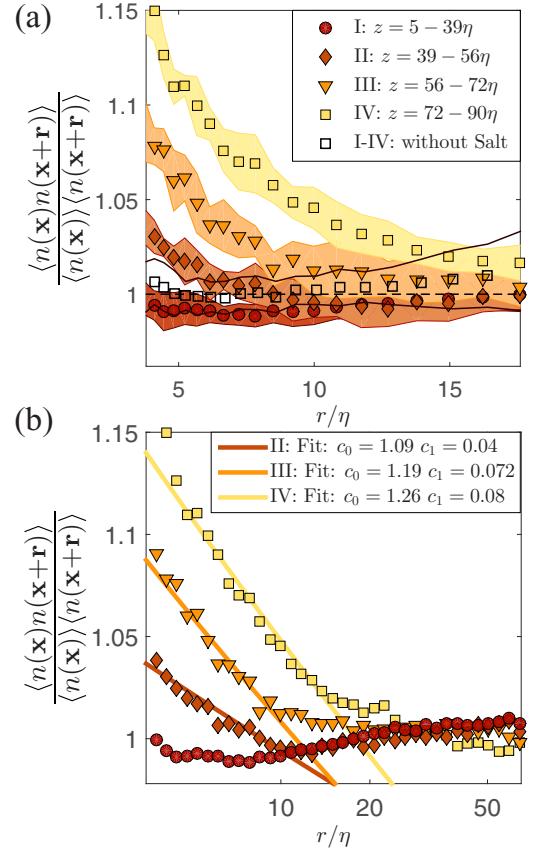 (a)
1.15
1.1
1.05
1
⟨n(x)n(x+r)⟩
⟨n(x)⟩⟨n(x+r)⟩
I: z = 5 − 39η
II: z = 39 − 56η
III: z = 56 − 72η
IV: z = 72 − 90η
I-IV: without Salt
5
10
15
r/η
(b)
1.15
1.1
1.05
1
⟨n(x)n(x+r)⟩
⟨n(x)⟩⟨n(x+r)⟩
II: Fit: c₀ = 1.09 c₁ = 0.04
III: Fit: c₀ = 1.19 c₁ = 0.072
IV: Fit: c₀ = 1.26 c₁ = 0.08
10
20
50
r/η